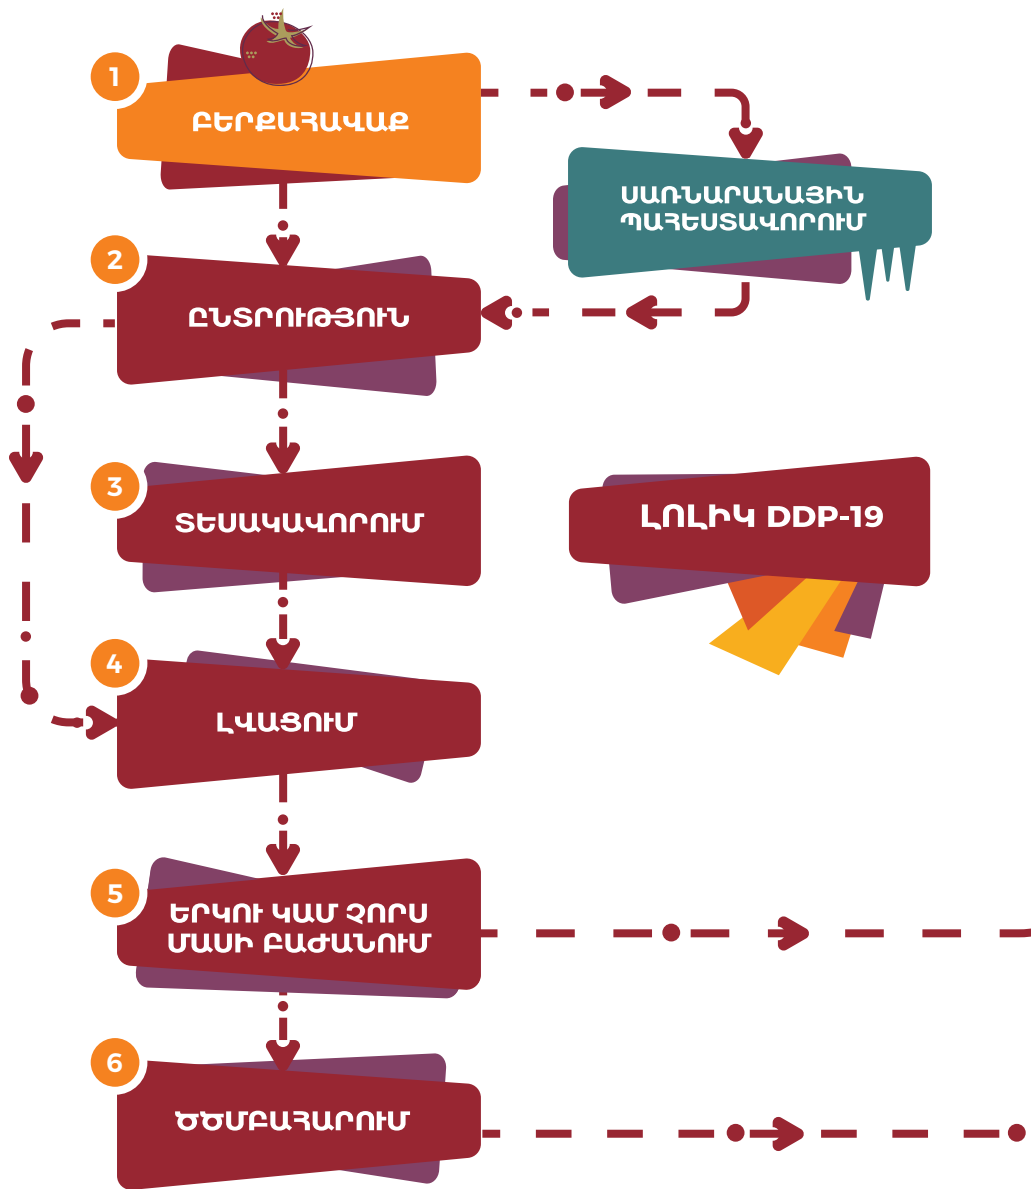 1
ԲԵՐՔԱՀԱՎԱՔ
ՍԱՌՆԱՐԱՆԱՅԻՆ
ՊԱՀԵՍՏԱՎՈՐՈՒՄ
2
ԸՆՏՐՈՒԹՅՈՒՆ
3
ՏԵՍԱԿԱՎՈՐՈՒՄ
ԼՈԼԻԿ DDP-19
4
ԼՎԱՑՈՒՄ
5
ԵՐԿՈՒ ԿԱՄ ՉՈՐՍ
ՄԱՍԻ ԲԱԺԱՆՈՒՄ
6
ԾԾՄԲԱՀԱՐՈՒՄ